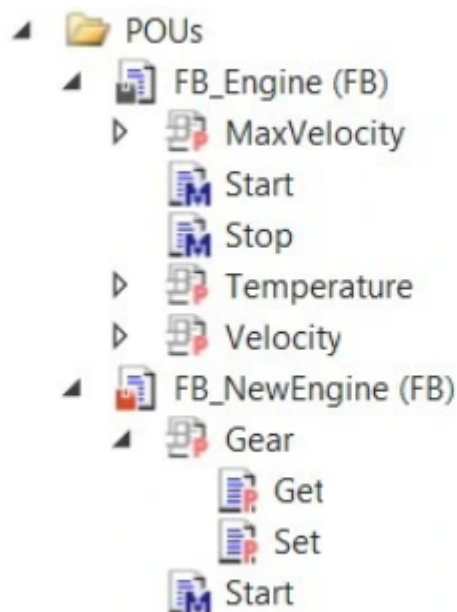 POUs
FB_Engine (FB)
MaxVelocity
Start
Stop
Temperature
Velocity
FB_NewEngine (FB)
Gear
Get
Set
Start